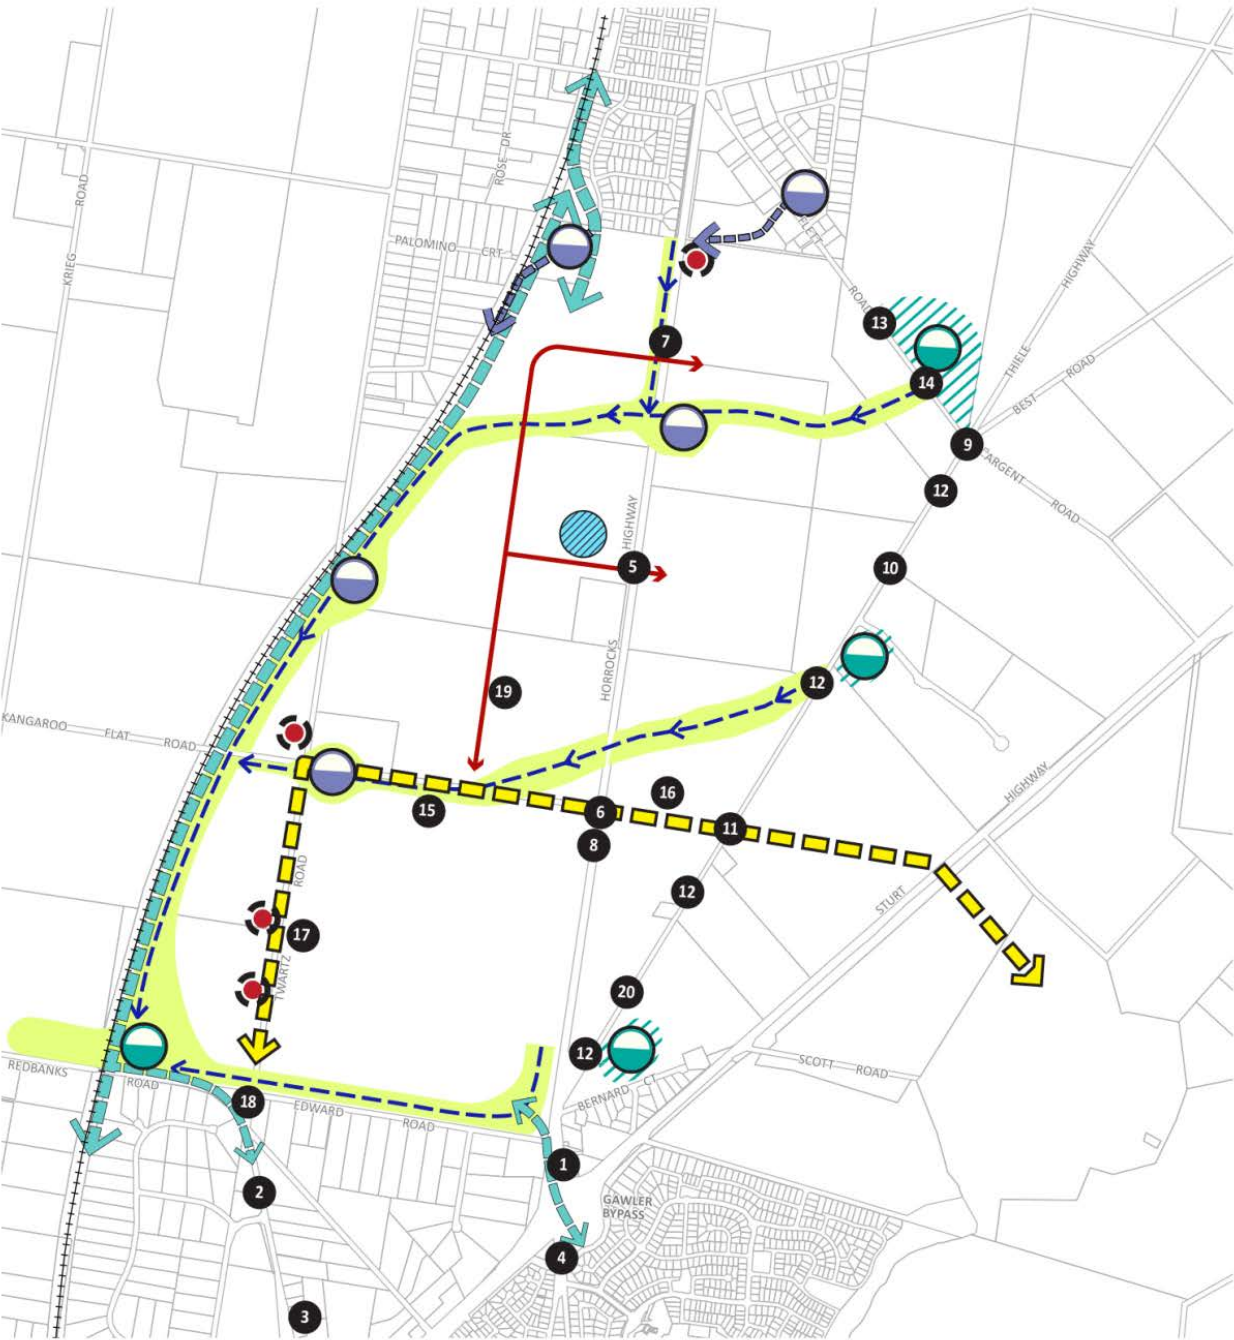 ROSE DR
KRIEG ROAD
PALOMINO CRT
ROAD
THIELE HIGHWAY
13
7
14
BEST ROAD
9
ARGENT ROAD
12
HIGHWAY
5
10
HORROCKS
12
19
KANGAROO FLAT ROAD
HIGHWAY
16
15
6
11
8
ROAD
12
STURT
17
TWARTZ
20
12
SCOTT ROAD
REDBANKS
ROAD
BERNARD CT
18
EDWARD
ROAD
1
2
GAWLER
BYPASS
4
3